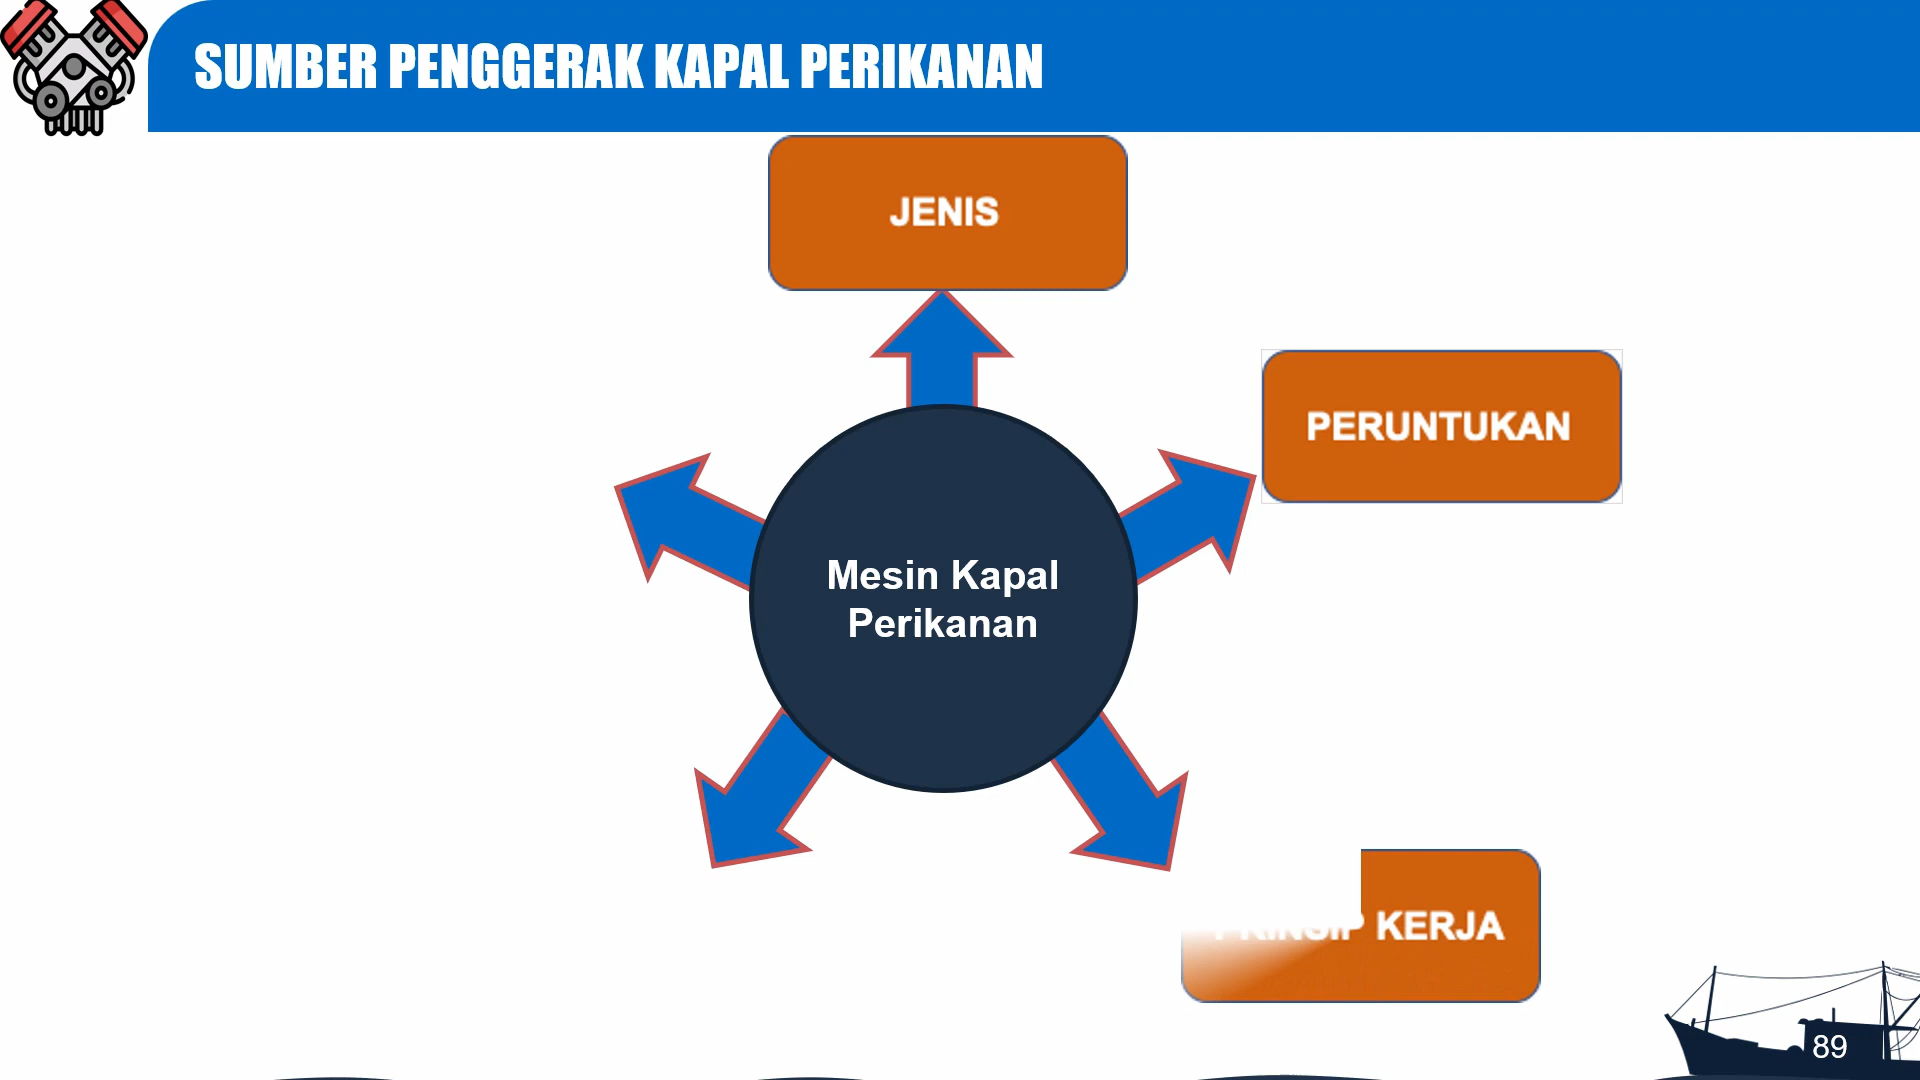 SUMBER PENGGERAK KAPAL PERIKANAN
JENIS
PERUNTUKAN
Mesin Kapal
Perikanan
PRINSIP KERJA
89